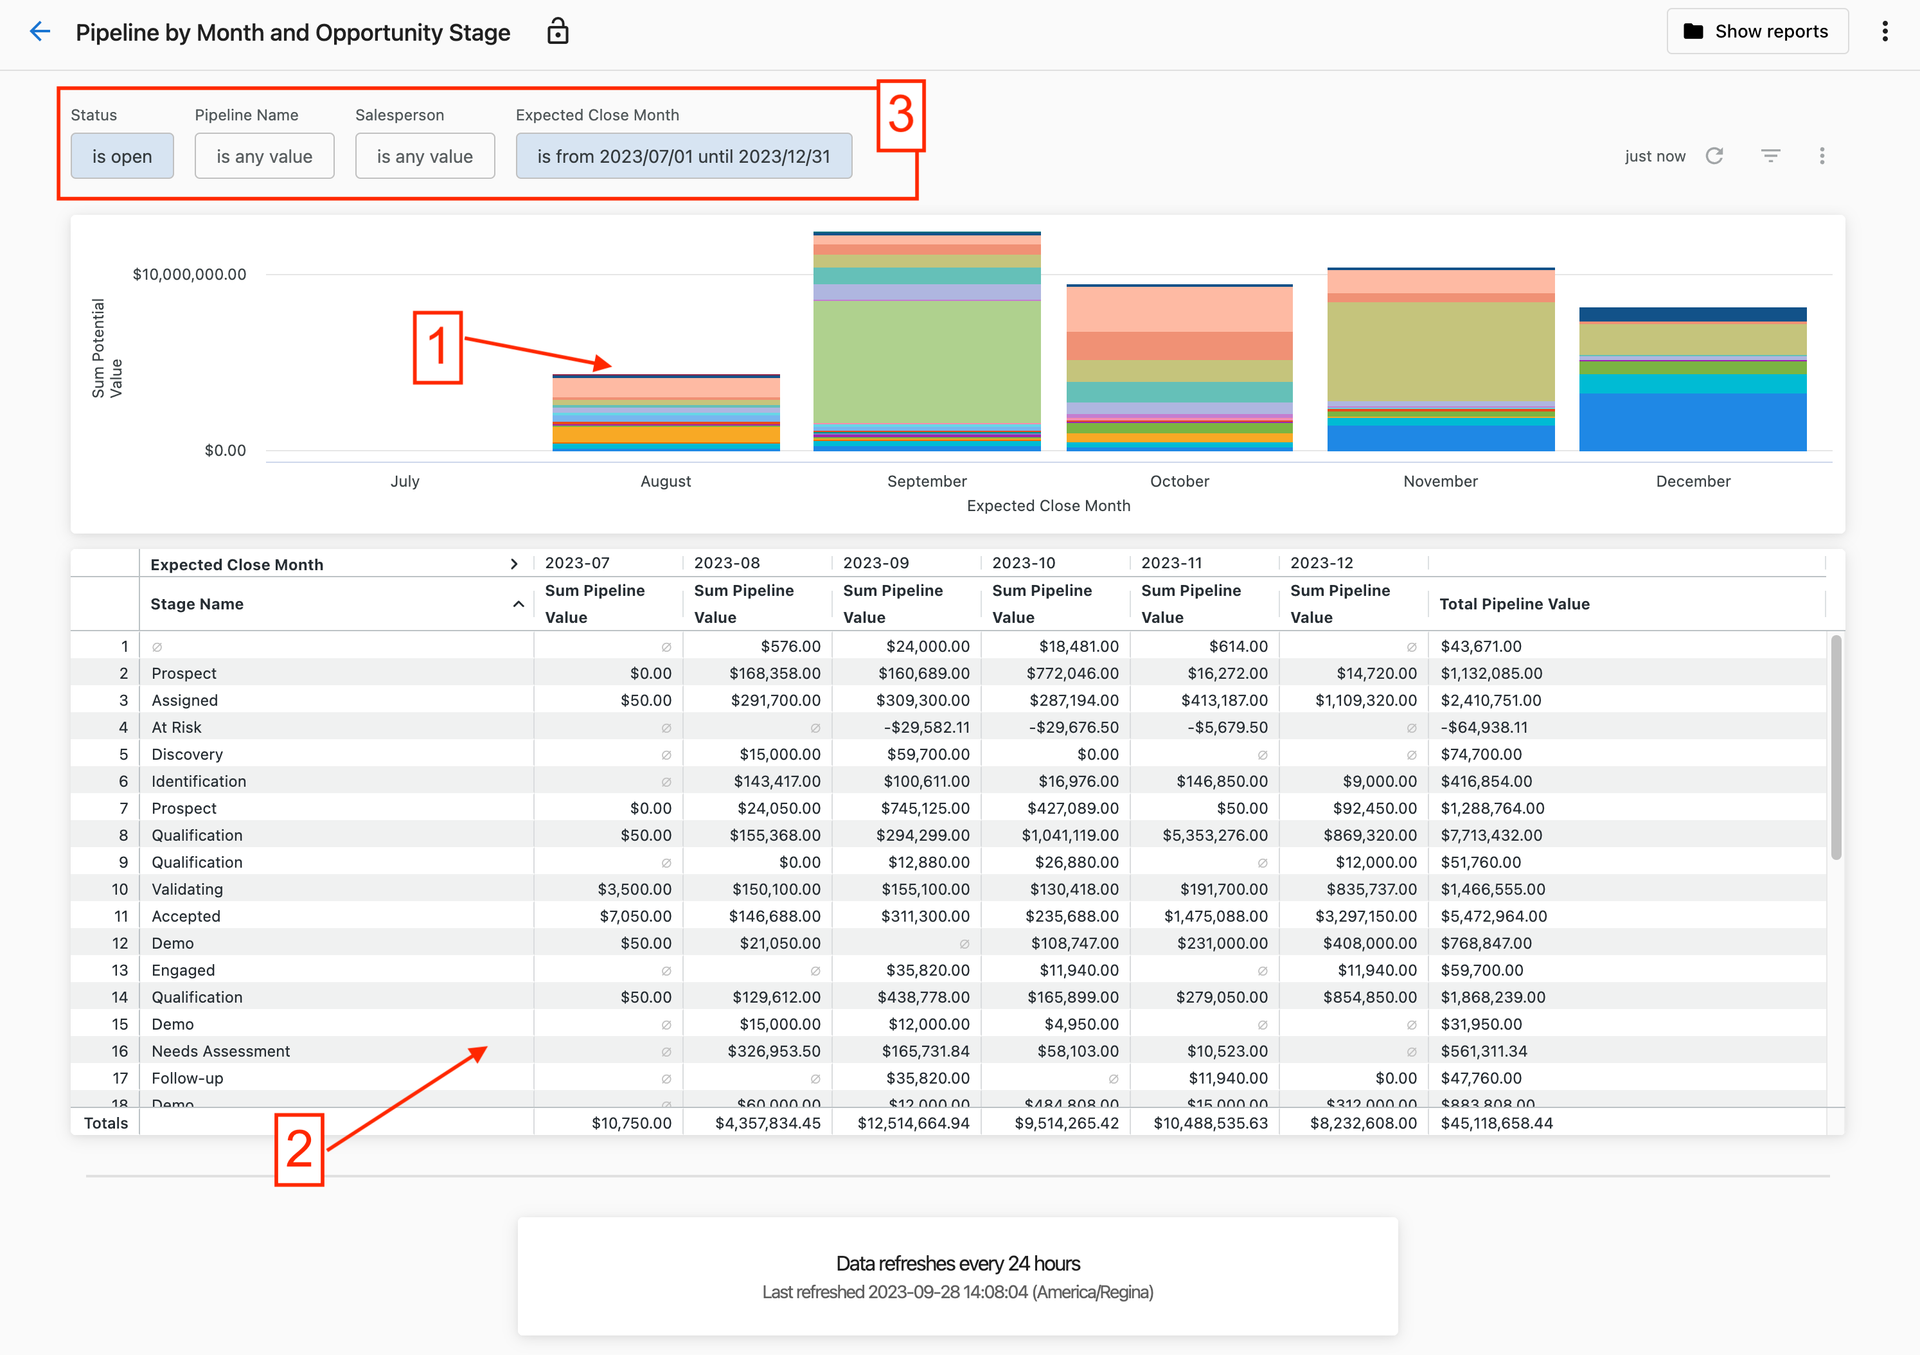 Pipeline by Month and Opportunity Stage
Show reports
3
Status Pipeline Name Salesperson Expected Close Month
is open is any value is any value is from 2023/07/01 until 2023/12/31
just now
Sum Potential
Value
$10,000,000.00
$0.00
1
July August September October November December
Expected Close Month
Expected Close Month 2023-07 2023-08 2023-09 2023-10 2023-11 2023-12
Stage Name Sum Pipeline Value Sum Pipeline Value Sum Pipeline Value Sum Pipeline Value Sum Pipeline Value Sum Pipeline Value Total Pipeline Value
1 ∅ ∅ $576.00 $24,000.00 $18,481.00 $614.00 ∅ $43,671.00
2 Prospect $0.00 $168,358.00 $160,689.00 $772,046.00 $16,272.00 $14,720.00 $1,132,085.00
3 Assigned $50.00 $291,700.00 $309,300.00 $287,194.00 $413,187.00 $1,109,320.00 $2,410,751.00
4 At Risk ∅ ∅ -$29,582.11 -$29,676.50 -$5,679.50 ∅ -$64,938.11
5 Discovery ∅ $15,000.00 $59,700.00 $0.00 ∅ ∅ $74,700.00
6 Identification ∅ $143,417.00 $100,611.00 $16,976.00 $146,850.00 $9,000.00 $416,854.00
7 Prospect $0.00 $24,050.00 $745,125.00 $427,089.00 $50.00 $92,450.00 $1,288,764.00
8 Qualification $50.00 $155,368.00 $294,299.00 $1,041,119.00 $5,353,276.00 $869,320.00 $7,713,432.00
9 Qualification ∅ $0.00 $12,880.00 $26,880.00 ∅ $12,000.00 $51,760.00
10 Validating $3,500.00 $150,100.00 $155,100.00 $130,418.00 $191,700.00 $835,737.00 $1,466,555.00
11 Accepted $7,050.00 $146,688.00 $311,300.00 $235,688.00 $1,475,088.00 $3,297,150.00 $5,472,964.00
12 Demo $50.00 $21,050.00 ∅ $108,747.00 $231,000.00 $408,000.00 $768,847.00
13 Engaged ∅ ∅ $35,820.00 $11,940.00 ∅ $11,940.00 $59,700.00
14 Qualification $50.00 $129,612.00 $438,778.00 $165,899.00 $279,050.00 $854,850.00 $1,868,239.00
15 Demo ∅ $15,000.00 $12,000.00 $4,950.00 ∅ ∅ $31,950.00
16 Needs Assessment ∅ $326,953.50 $165,731.84 $58,103.00 $10,523.00 ∅ $561,311.34
17 Follow-up ∅ ∅ $35,820.00 ∅ $11,940.00 $0.00 $47,760.00
18 Demo ∅ $60,000.00 $12,000.00 $484,808.00 $15,000.00 $312,000.00 $883,808.00
Totals $10,750.00 $4,357,834.45 $12,514,664.94 $9,514,265.42 $10,488,535.63 $8,232,608.00 $45,118,658.44
2
Data refreshes every 24 hours
Last refreshed 2023-09-28 14:08:04 (America/Regina)